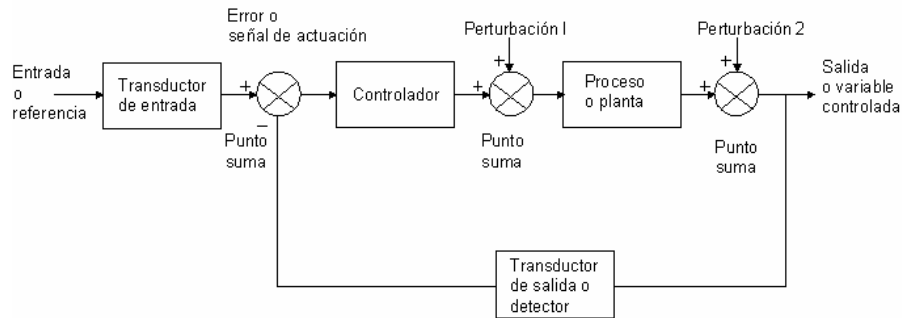 Error o
señal de actuación
Perturbación I
Perturbación 2
Entrada
o
referencia
Transductor
de entrada
+
−
Punto
suma
Controlador
+
+
Punto
suma
Proceso
o planta
+
+
Punto
suma
Salida
o variable
controlada
Transductor
de salida o
detector